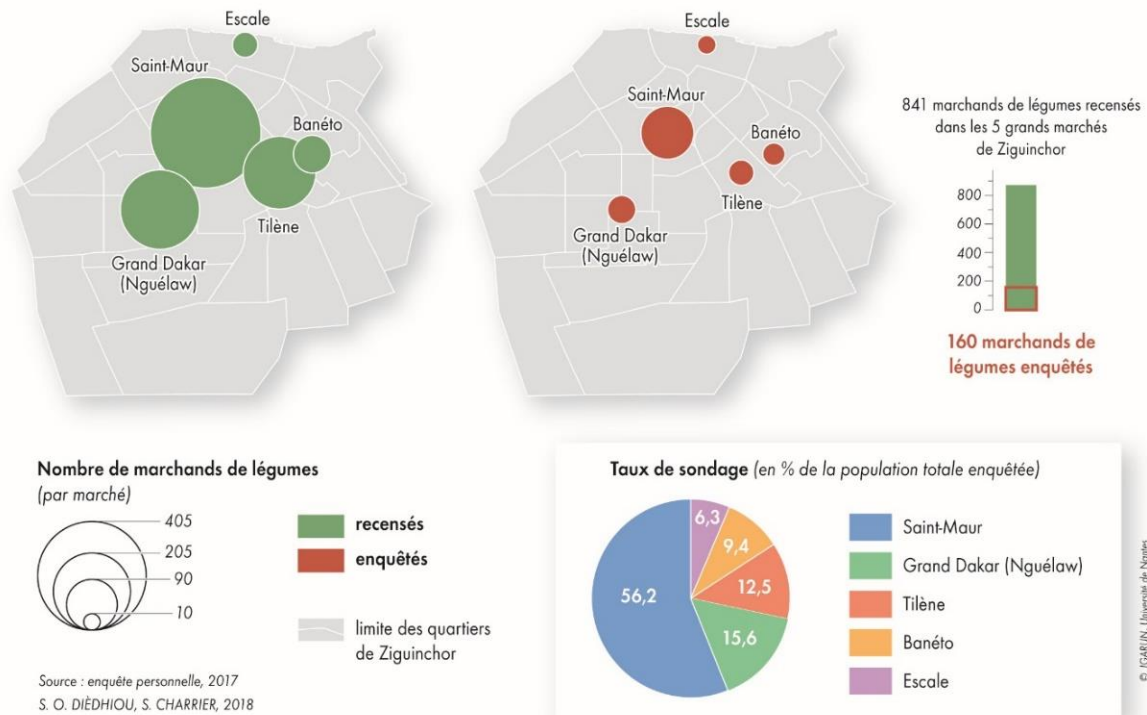 Escale
Saint-Maur
Banéto
Tilène
Grand Dakar
(Nguélaw)
Escale
Saint-Maur
Banéto
Tilène
Grand Dakar
(Nguélaw)
841 marchands de légumes recensés
dans les 5 grands marchés
de Ziguinchor
800
600
400
200
0
160 marchands de
légumes enquêtés
Nombre de marchands de légumes
(par marché)
405
205
90
10
recensés
enquêtés
limite des quartiers
de Ziguinchor
Source : enquête personnelle, 2017
S. O. DIÈDHIOU, S. CHARRIER, 2018
Taux de sondage (en % de la population totale enquêtée)
6,3
9,4
12,5
15,6
56,2
Saint-Maur
Grand Dakar (Nguélaw)
Tilène
Banéto
Escale
© IGARUN, Université de Nantes